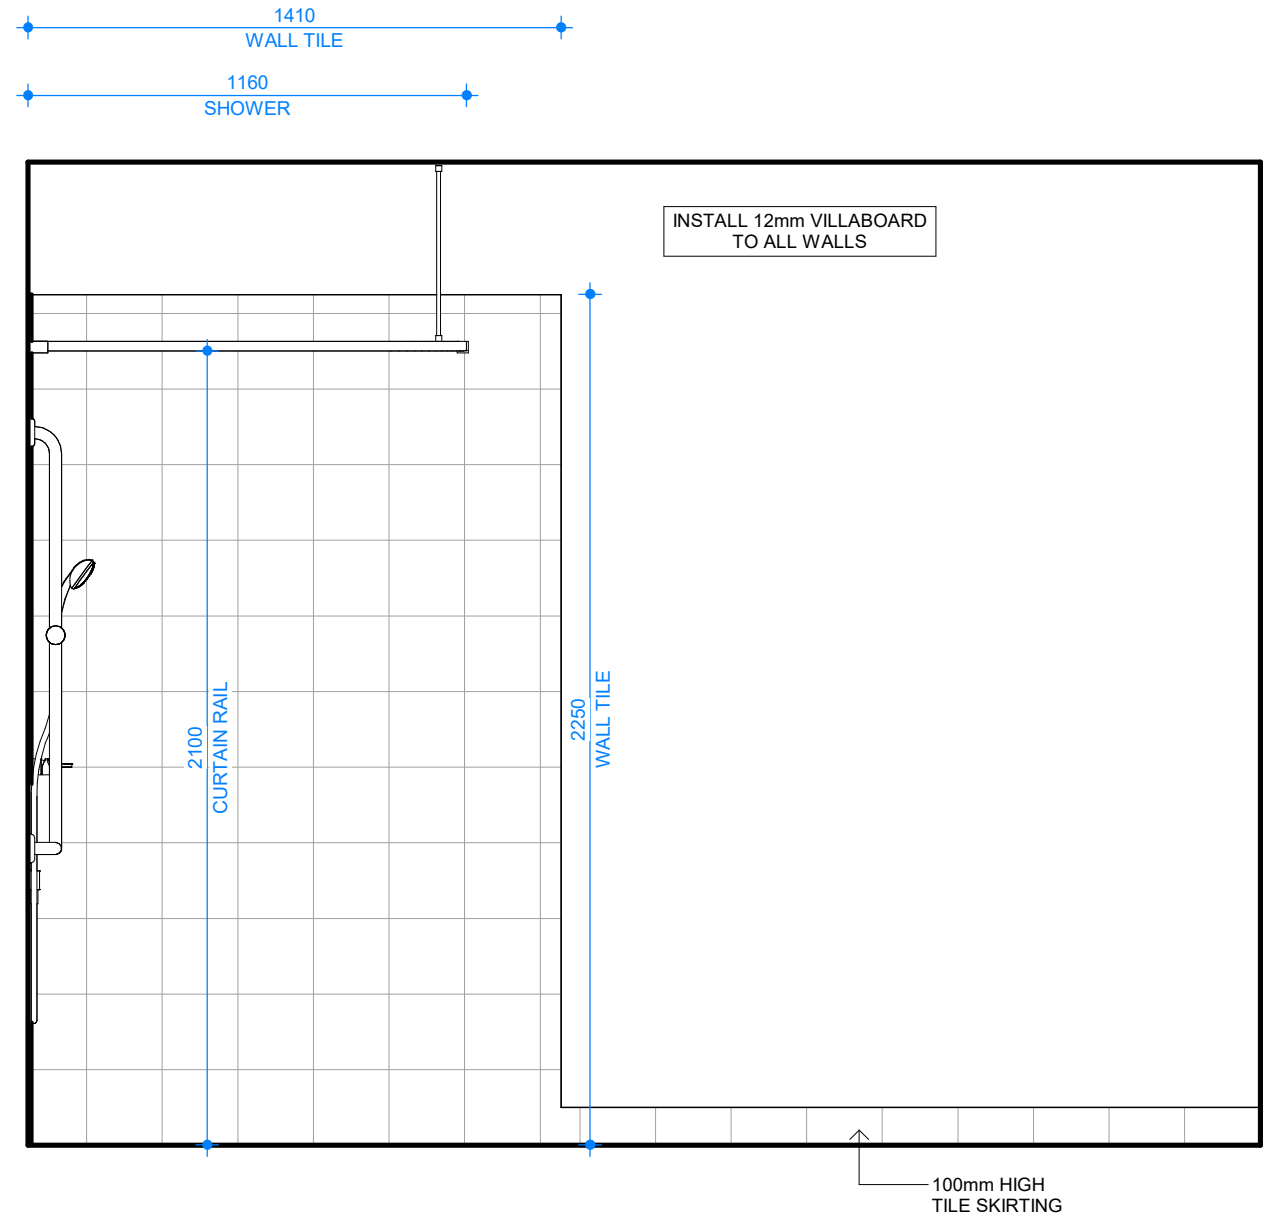 1410
WALL TILE
1160
SHOWER
INSTALL 12mm VILLABOARD
TO ALL WALLS
2100
CURTAIN RAIL
2250
WALL TILE
100mm HIGH
TILE SKIRTING